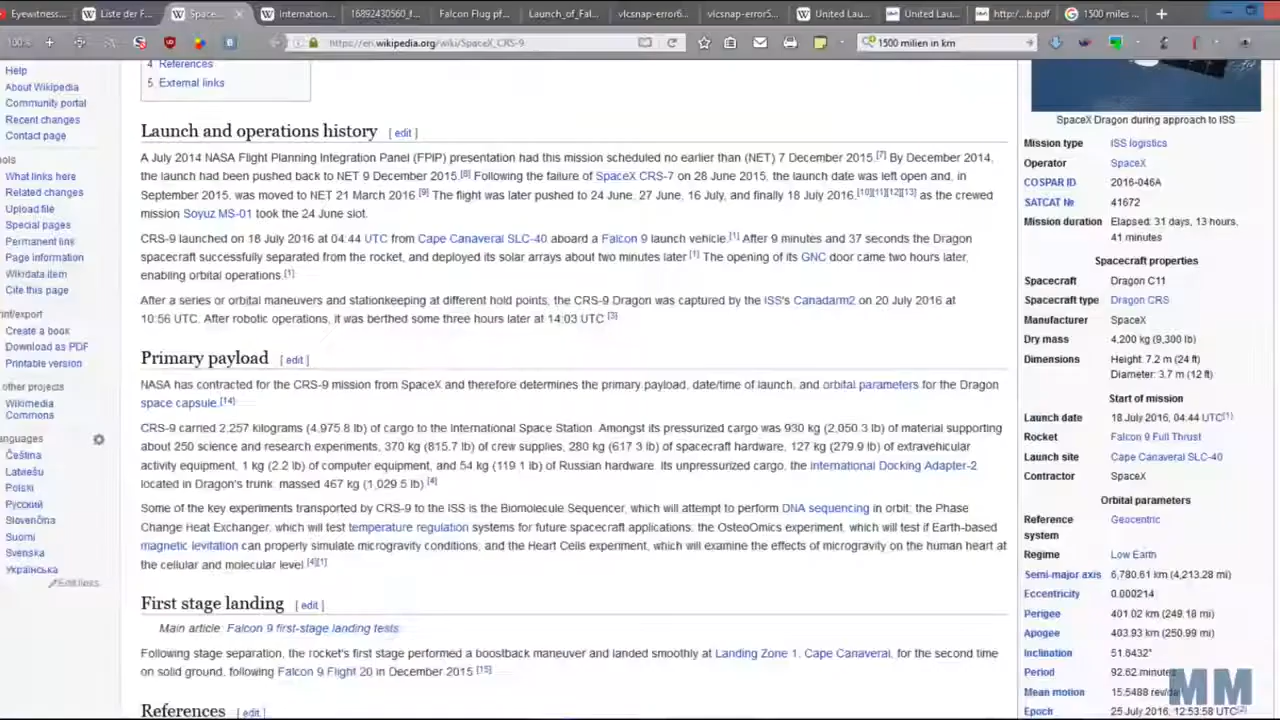 Eyewitness...
Liste der F...
Space...
Internation...
16892430560_f...
Falcon Flug pf...
Launch_of_Fal...
vlcsnap-error6...
vlcsnap-error5...
United Lau...
United Lau...
http:/...b.pdf
1500 miles ...
100%
https://en.wikipedia.org/wiki/SpaceX_CRS-9
1500 milien in km
Help
About Wikipedia
Community portal
Recent changes
Contact page
ools
What links here
Related changes
Upload file
Special pages
Permanent link
Page information
Wikidata item
Cite this page
rint/export
Create a book
Download as PDF
Printable version
other projects
Wikimedia
Commons
anguages
Čeština
Latviešu
Polski
Русский
Slovenčina
Suomi
Svenska
Українська
Edit links
4 References
5 External links
Launch and operations history [ edit ]
A July 2014 NASA Flight Planning Integration Panel (FPIP) presentation had this mission scheduled no earlier than (NET) 7 December 2015.[7] By December 2014,
the launch had been pushed back to NET 9 December 2015.[8] Following the failure of SpaceX CRS-7 on 28 June 2015, the launch date was left open and, in
September 2015, was moved to NET 21 March 2016.[9] The flight was later pushed to 24 June, 27 June, 16 July, and finally 18 July 2016,[10][11][12][13] as the crewed
mission Soyuz MS-01 took the 24 June slot.
CRS-9 launched on 18 July 2016 at 04:44 UTC from Cape Canaveral SLC-40 aboard a Falcon 9 launch vehicle.[1] After 9 minutes and 37 seconds the Dragon
spacecraft successfully separated from the rocket, and deployed its solar arrays about two minutes later.[1] The opening of its GNC door came two hours later,
enabling orbital operations.[1]
After a series or orbital maneuvers and stationkeeping at different hold points, the CRS-9 Dragon was captured by the ISS's Canadarm2 on 20 July 2016 at
10:56 UTC. After robotic operations, it was berthed some three hours later at 14:03 UTC.[3]
Primary payload [ edit ]
NASA has contracted for the CRS-9 mission from SpaceX and therefore determines the primary payload, date/time of launch, and orbital parameters for the Dragon
space capsule.[14]
CRS-9 carried 2,257 kilograms (4,975.8 lb) of cargo to the International Space Station. Amongst its pressurized cargo was 930 kg (2,050.3 lb) of material supporting
about 250 science and research experiments, 370 kg (815.7 lb) of crew supplies, 280 kg (617.3 lb) of spacecraft hardware, 127 kg (279.9 lb) of extravehicular
activity equipment, 1 kg (2.2 lb) of computer equipment, and 54 kg (119.1 lb) of Russian hardware. Its unpressurized cargo, the International Docking Adapter-2
located in Dragon's trunk, massed 467 kg (1,029.5 lb).[4]
Some of the key experiments transported by CRS-9 to the ISS is the Biomolecule Sequencer, which will attempt to perform DNA sequencing in orbit; the Phase
Change Heat Exchanger, which will test temperature regulation systems for future spacecraft applications; the OsteoOmics experiment, which will test if Earth-based
magnetic levitation can properly simulate microgravity conditions; and the Heart Cells experiment, which will examine the effects of microgravity on the human heart at
the cellular and molecular level.[4][1]
First stage landing [ edit ]
Main article: Falcon 9 first-stage landing tests
Following stage separation, the rocket's first stage performed a boostback maneuver and landed smoothly at Landing Zone 1, Cape Canaveral, for the second time
on solid ground, following Falcon 9 Flight 20 in December 2015.[15]
References [ edit ]
SpaceX Dragon during approach to ISS
Mission type ISS logistics
Operator SpaceX
COSPAR ID 2016-046A
SATCAT № 41672
Mission duration Elapsed: 31 days, 13 hours,
41 minutes
Spacecraft properties
Spacecraft Dragon C11
Spacecraft type Dragon CRS
Manufacturer SpaceX
Dry mass 4,200 kg (9,300 lb)
Dimensions Height: 7.2 m (24 ft)
Diameter: 3.7 m (12 ft)
Start of mission
Launch date 18 July 2016, 04:44 UTC[1]
Rocket Falcon 9 Full Thrust
Launch site Cape Canaveral SLC-40
Contractor SpaceX
Orbital parameters
Reference Geocentric
system
Regime Low Earth
Semi-major axis 6,780.61 km (4,213.28 mi)
Eccentricity 0.000214
Perigee 401.02 km (249.18 mi)
Apogee 403.93 km (250.99 mi)
Inclination 51.6432°
Period 92.62 minutes
Mean motion 15.5488 rev/da
Epoch 25 July 2016, 12:53:58 UTC[2]
MM